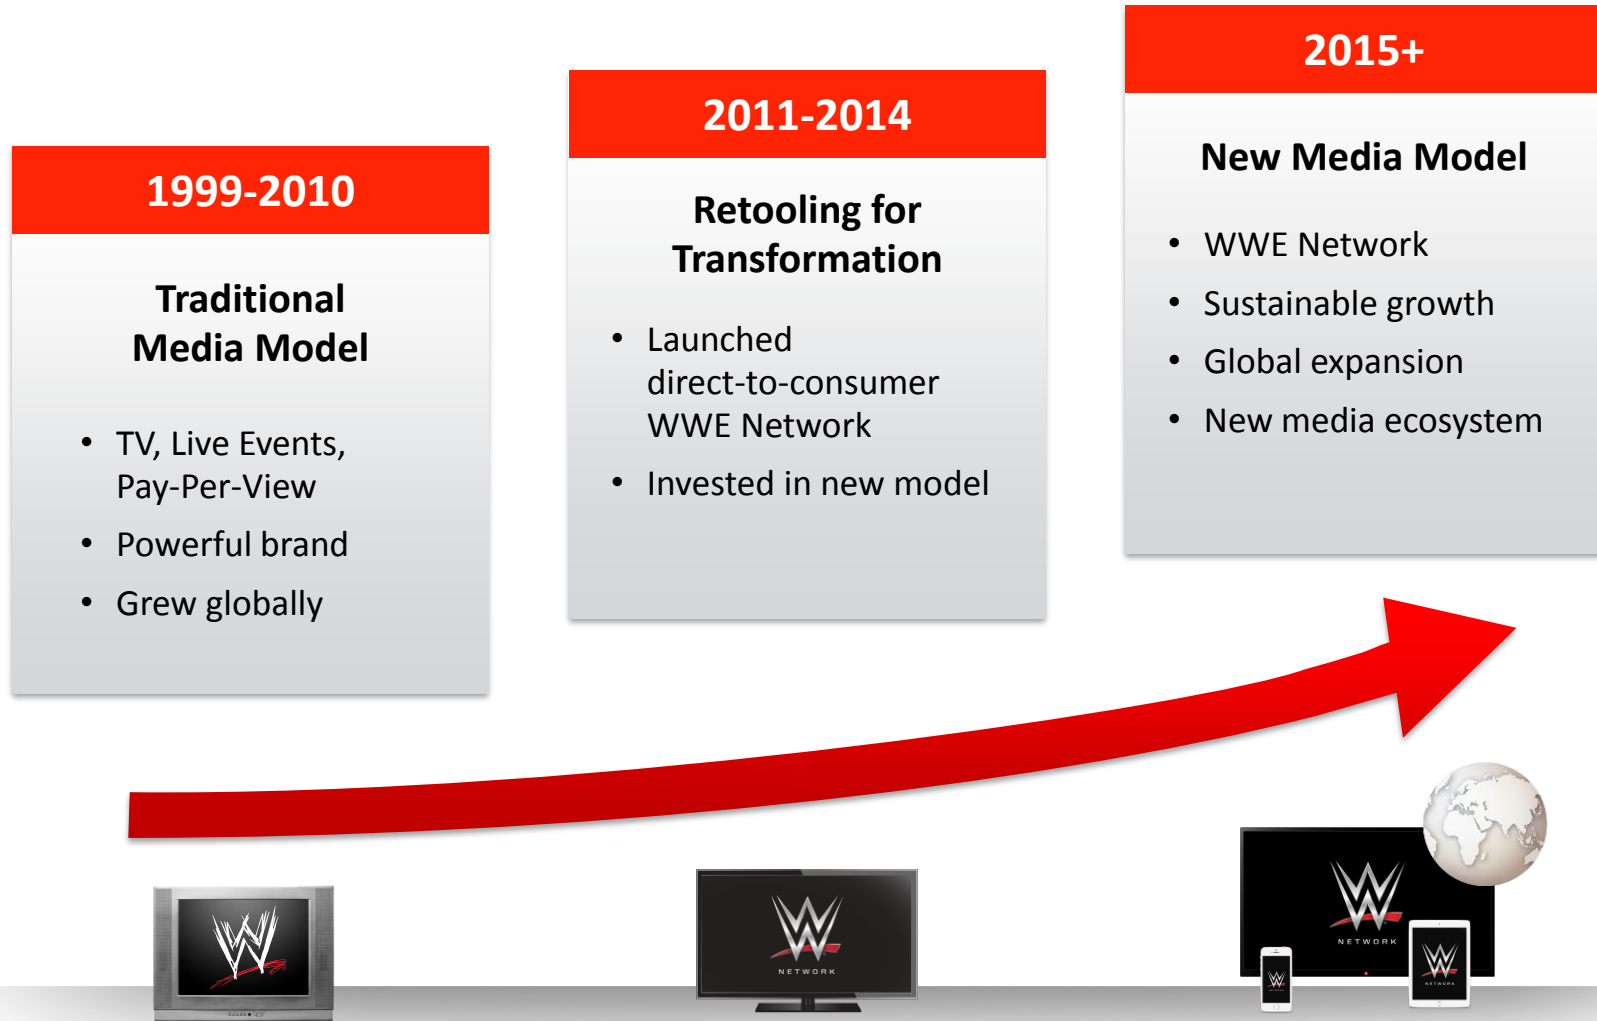 1999-2010
Traditional
Media Model
• TV, Live Events,
Pay-Per-View
• Powerful brand
• Grew globally
2011-2014
Retooling for
Transformation
• Launched
direct-to-consumer
WWE Network
• Invested in new model
2015+
New Media Model
• WWE Network
• Sustainable growth
• Global expansion
• New media ecosystem
W
W
NETWORK
W
NETWORK
W
W
NETWORK